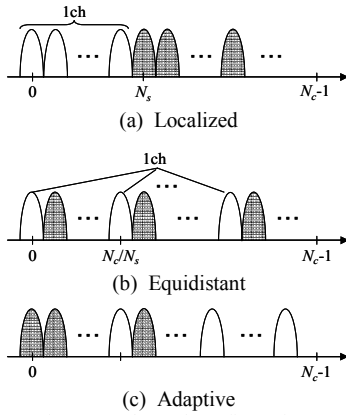 1ch
...
...
...
0
N_s
N_c-1
(a) Localized
1ch
...
...
...
...
0
N_c/N_s
N_c-1
(b) Equidistant
...
...
...
0
N_c-1
(c) Adaptive